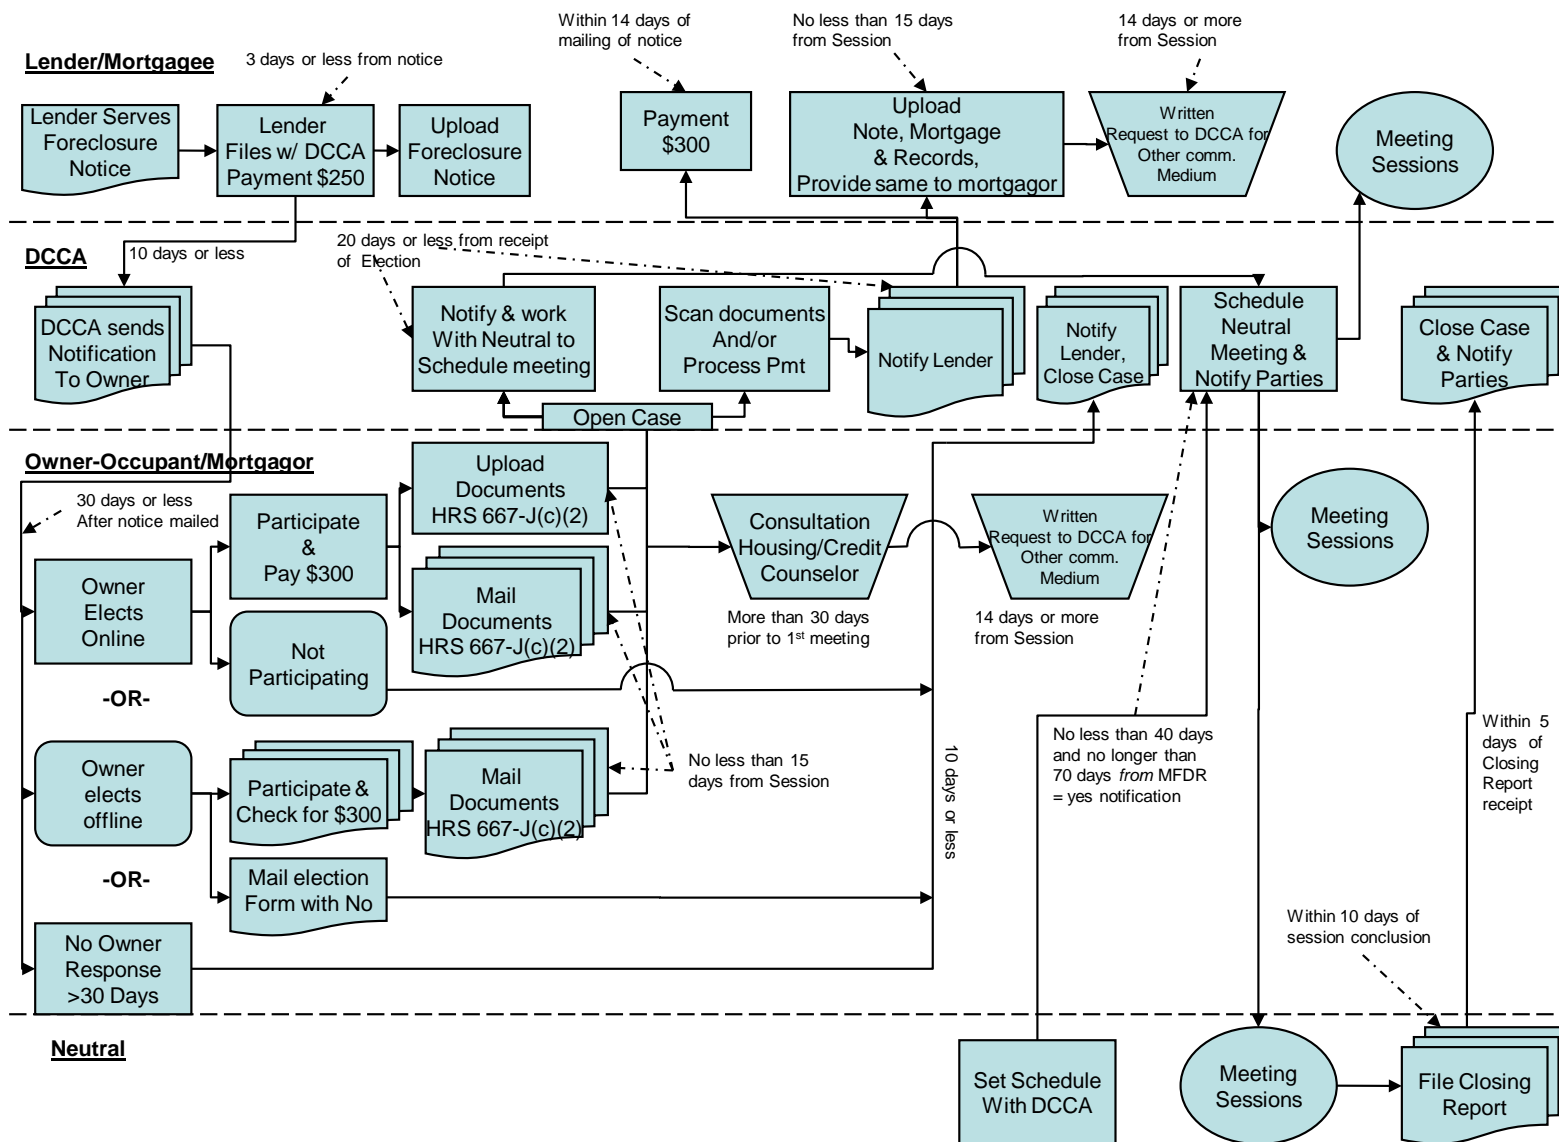 Within 14 days of
mailing of notice
No less than 15 days
from Session
14 days or more
from Session
Lender/Mortgagee
3 days or less from notice
Lender Serves
Foreclosure
Notice
Lender
Files w/ DCCA
Payment $250
Upload
Foreclosure
Notice
Payment
$300
Upload
Note, Mortgage
& Records,
Provide same to mortgagor
Written
Request to DCCA for
Other comm.
Medium
Meeting
Sessions
DCCA
10 days or less
20 days or less from receipt
of Election
DCCA sends
Notification
To Owner
Notify & work
With Neutral to
Schedule meeting
Scan documents
And/or
Process Pmt
Notify Lender
Notify
Lender,
Close Case
Schedule
Neutral
Meeting &
Notify Parties
Close Case
& Notify
Parties
Open Case
Owner-Occupant/Mortgagor
30 days or less
After notice mailed
Participate
&
Pay $300
Upload
Documents
HRS 667-J(c)(2)
Mail
Documents
HRS 667-J(c)(2)
Consultation
Housing/Credit
Counselor
More than 30 days
prior to 1st meeting
Written
Request to DCCA for
Other comm.
Medium
14 days or more
from Session
Meeting
Sessions
Owner
Elects
Online
Not
Participating
-OR-
Owner
elects
offline
Participate &
Check for $300
Mail
Documents
HRS 667-J(c)(2)
No less than 15
days from Session
10 days or less
No less than 40 days
and no longer than
70 days from MFDR
= yes notification
Within 5
days of
Closing
Report
receipt
-OR-
Mail election
Form with No
No Owner
Response
>30 Days
Within 10 days of
session conclusion
Neutral
Set Schedule
With DCCA
Meeting
Sessions
File Closing
Report